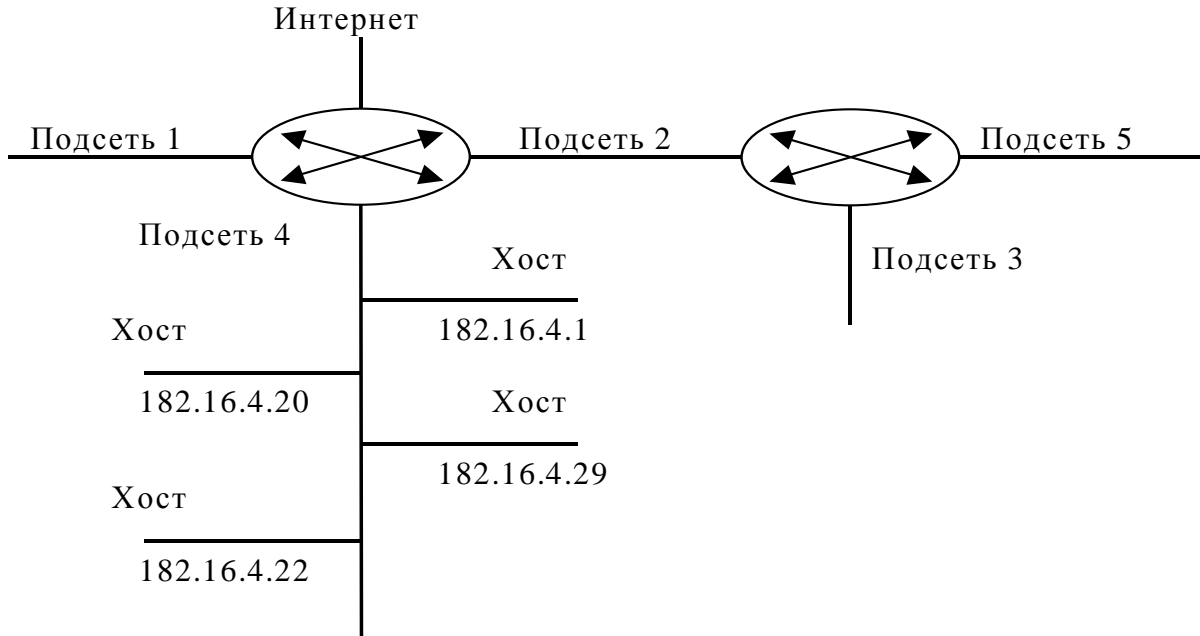 Интернет
Подсеть 1
Подсеть 2
Подсеть 5
Подсеть 4
Хост
Подсеть 3
182.16.4.1
Хост
182.16.4.20
Хост
182.16.4.29
Хост
182.16.4.22